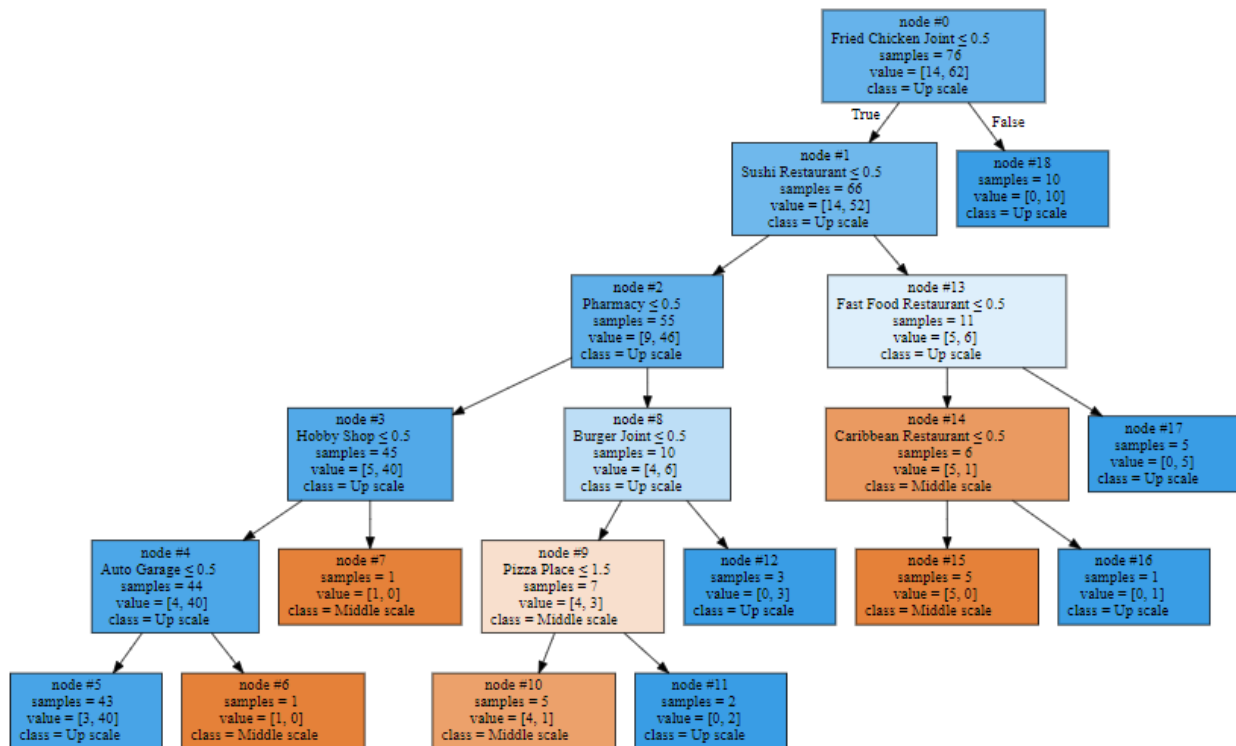 node #0
Fried Chicken Joint ≤ 0.5
samples = 76
value = [14, 62]
class = Up scale
True
False
node #1
Sushi Restaurant ≤ 0.5
samples = 66
value = [14, 52]
class = Up scale
node #18
samples = 10
value = [0, 10]
class = Up scale
node #2
Pharmacy ≤ 0.5
samples = 55
value = [9, 46]
class = Up scale
node #13
Fast Food Restaurant ≤ 0.5
samples = 11
value = [5, 6]
class = Up scale
node #3
Hobby Shop ≤ 0.5
samples = 45
value = [5, 40]
class = Up scale
node #8
Burger Joint ≤ 0.5
samples = 10
value = [4, 6]
class = Up scale
node #14
Caribbean Restaurant ≤ 0.5
samples = 6
value = [5, 1]
class = Middle scale
node #17
samples = 5
value = [0, 5]
class = Up scale
node #4
Auto Garage ≤ 0.5
samples = 44
value = [4, 40]
class = Up scale
node #7
samples = 1
value = [1, 0]
class = Middle scale
node #9
Pizza Place ≤ 1.5
samples = 7
value = [4, 3]
class = Middle scale
node #12
samples = 3
value = [0, 3]
class = Up scale
node #15
samples = 5
value = [5, 0]
class = Middle scale
node #16
samples = 1
value = [0, 1]
class = Up scale
node #5
samples = 43
value = [3, 40]
class = Up scale
node #6
samples = 1
value = [1, 0]
class = Middle scale
node #10
samples = 5
value = [4, 1]
class = Middle scale
node #11
samples = 2
value = [0, 2]
class = Up scale